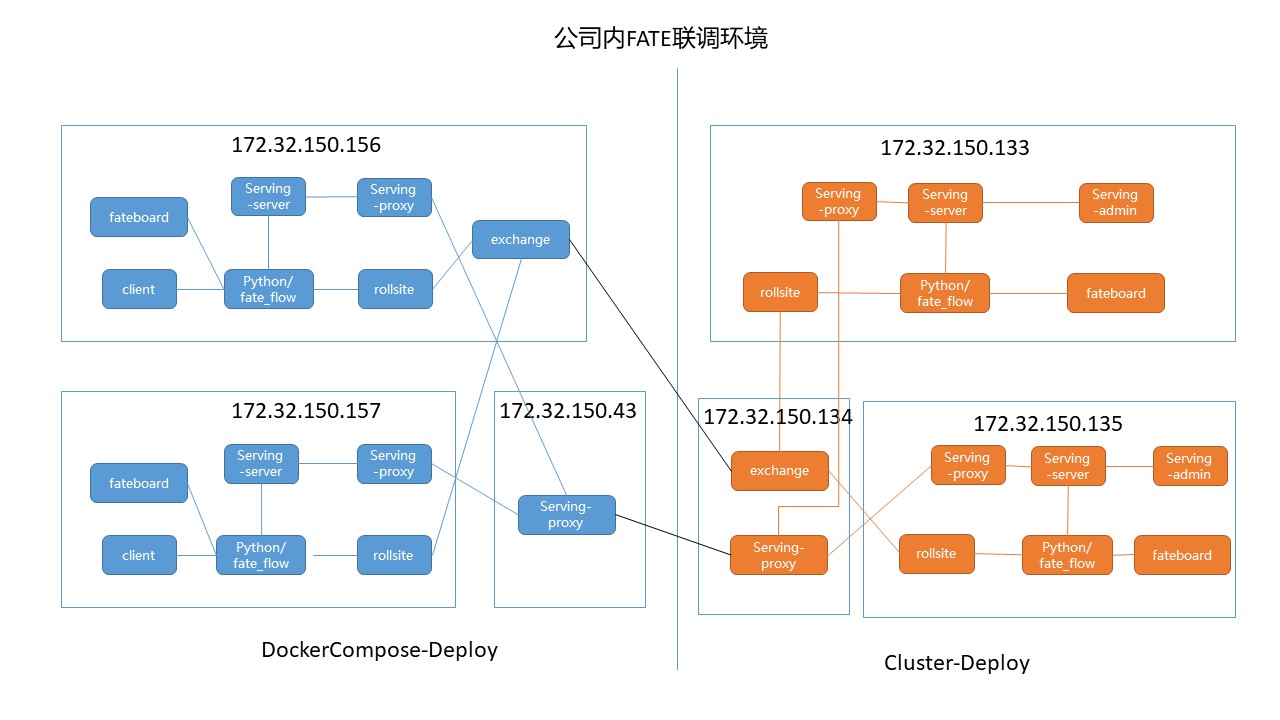 公司内FATE联调环境
172.32.150.156
Serving
-server
Serving
-proxy
fateboard
exchange
client
Python/
fate_flow
rollsite
172.32.150.133
Serving
-proxy
Serving
-server
Serving
-admin
rollsite
Python/
fate_flow
fateboard
172.32.150.157
Serving
-server
Serving
-proxy
fateboard
client
Python/
fate_flow
rollsite
172.32.150.43
Serving-
proxy
172.32.150.134
exchange
Serving-
proxy
172.32.150.135
Serving
-proxy
Serving
-server
Serving
-admin
rollsite
Python/
fate_flow
fateboard
DockerCompose-Deploy
Cluster-Deploy